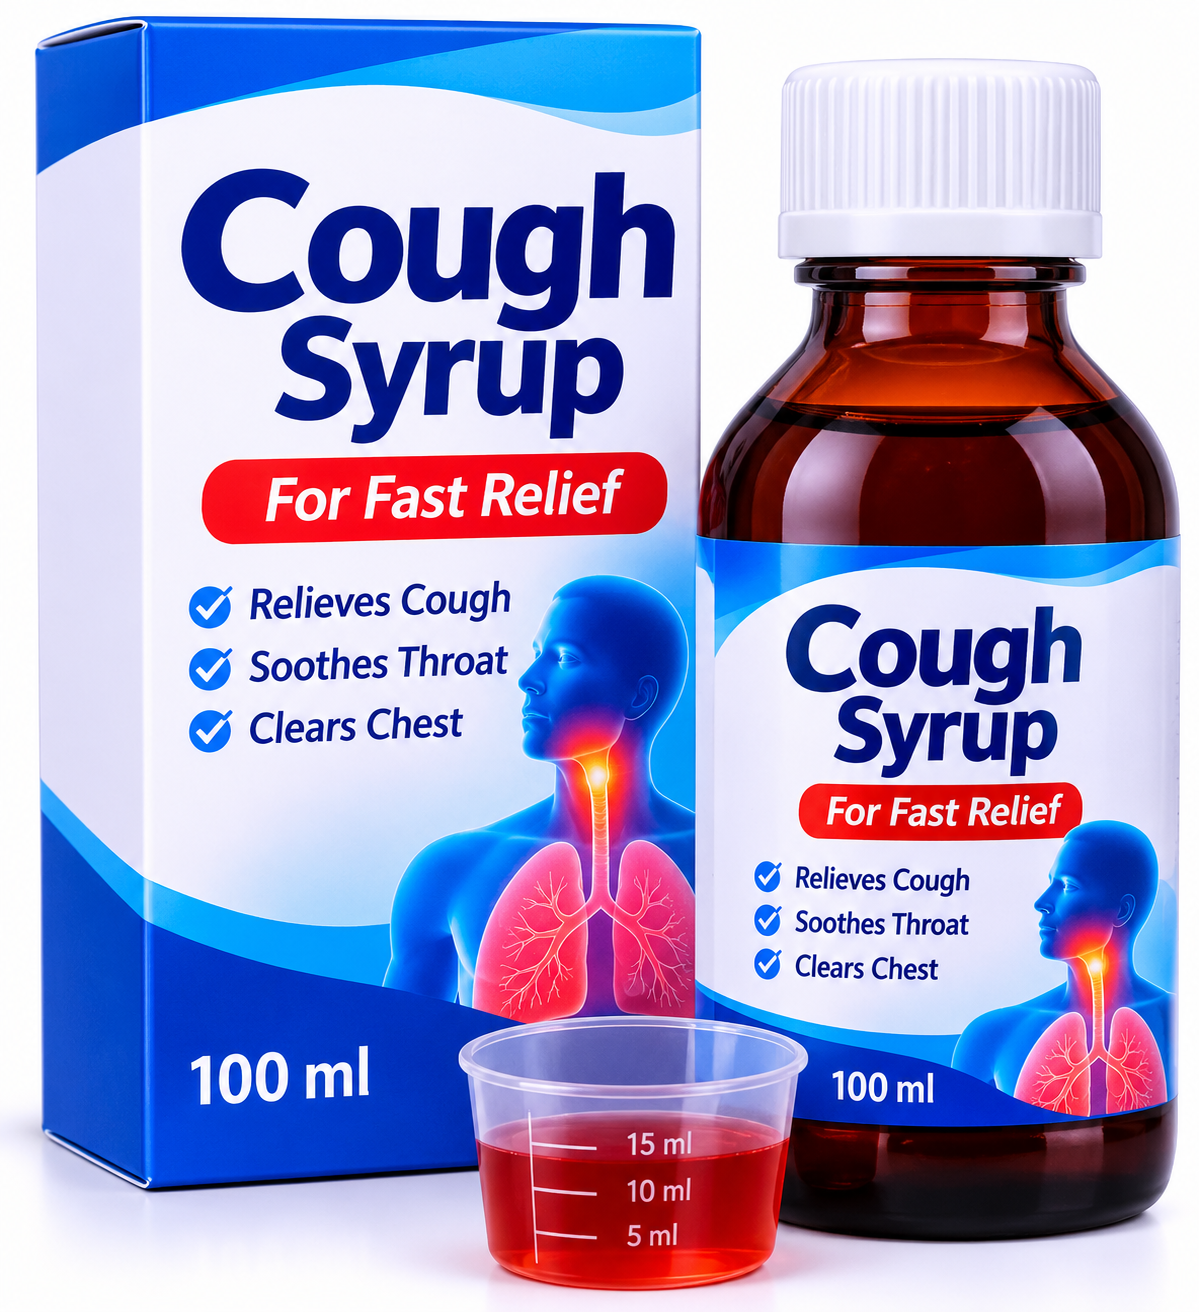 Cough
Syrup
For Fast Relief
Relieves Cough
Soothes Throat
Clears Chest
100 ml
Cough
Syrup
For Fast Relief
Relieves Cough
Soothes Throat
Clears Chest
100 ml
15 ml
10 ml
5 ml